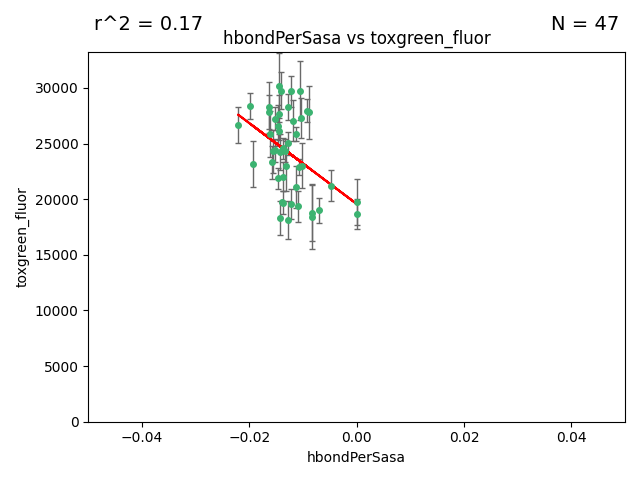 r^2 = 0.17
N = 47
hbondPerSasa vs toxgreen_fluor
30000
25000
20000
15000
10000
5000
0
toxgreen_fluor
−0.04
−0.02
0.00
0.02
0.04
hbondPerSasa